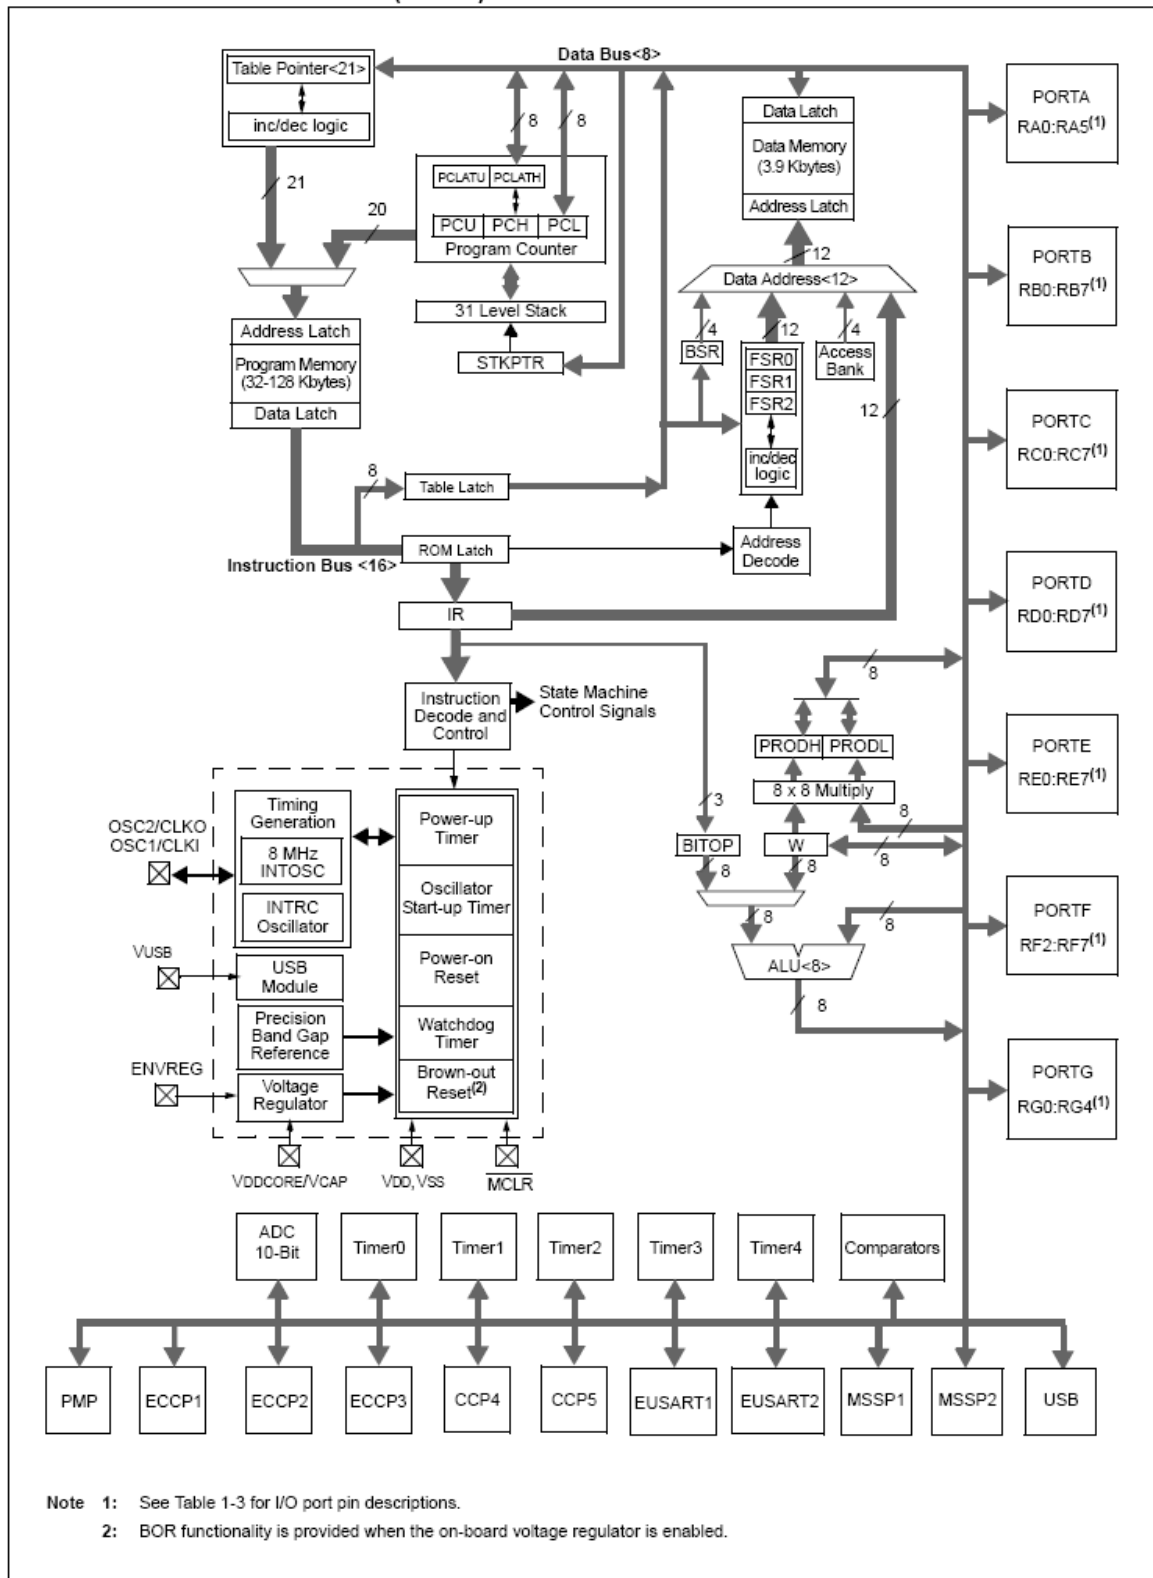 Data Bus<8>
Table Pointer<21>
inc/dec logic
21
20
8
8
PCLATU PCLATH
PCU PCH PCL
Program Counter
31 Level Stack
STKPTR
Data Latch
Data Memory
(3.9 Kbytes)
Address Latch
12
Data Address<12>
4
12
4
BSR
FSR0
FSR1
FSR2
inc/dec
logic
Access
Bank
12
Address
Decode
Address Latch
Program Memory
(32-128 Kbytes)
Data Latch
8
Table Latch
ROM Latch
Instruction Bus <16>
IR
Instruction
Decode and
Control
State Machine
Control Signals
8
PRODH PRODL
8 x 8 Multiply
3
8
BITOP
W
8
8
8
8
8
ALU<8>
8
PORTA
RA0:RA5(1)
PORTB
RB0:RB7(1)
PORTC
RC0:RC7(1)
PORTD
RD0:RD7(1)
PORTE
RE0:RE7(1)
PORTF
RF2:RF7(1)
PORTG
RG0:RG4(1)
OSC2/CLKO
OSC1/CLKI
VUSB
ENVREG
Timing
Generation
8 MHz
INTOSC
INTRC
Oscillator
USB
Module
Precision
Band Gap
Reference
Voltage
Regulator
Power-up
Timer
Oscillator
Start-up Timer
Power-on
Reset
Watchdog
Timer
Brown-out
Reset(2)
VDDCORE/VCAP
VDD, VSS
MCLR
ADC
10-Bit
Timer0
Timer1
Timer2
Timer3
Timer4
Comparators
PMP
ECCP1
ECCP2
ECCP3
CCP4
CCP5
EUSART1
EUSART2
MSSP1
MSSP2
USB
Note 1: See Table 1-3 for I/O port pin descriptions.
2: BOR functionality is provided when the on-board voltage regulator is enabled.